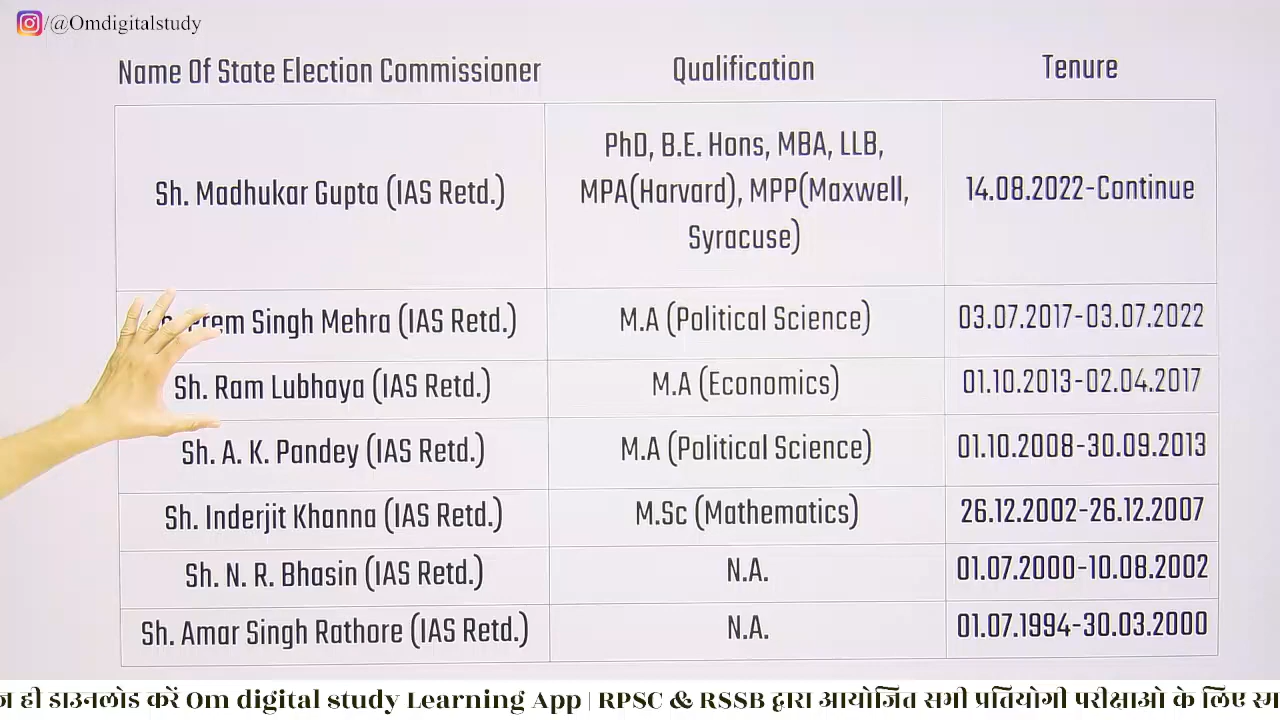 /@Omdigitalstudy
Name Of State Election Commissioner Qualification Tenure
Sh. Madhukar Gupta (IAS Retd.) PhD, B.E. Hons, MBA, LLB, MPA(Harvard), MPP(Maxwell, Syracuse) 14.08.2022-Continue
Singh Mehra (IAS Retd.) M.A (Political Science) 03.07.2017-03.07.2022
Sh. Ram Lubhaya (IAS Retd.) M.A (Economics) 01.10.2013-02.04.2017
Sh. A. K. Pandey (IAS Retd.) M.A (Political Science) 01.10.2008-30.09.2013
Sh. Inderjit Khanna (IAS Retd.) M.Sc (Mathematics) 26.12.2002-26.12.2007
Sh. N. R. Bhasin (IAS Retd.) N.A. 01.07.2000-10.08.2002
Sh. Amar Singh Rathore (IAS Retd.) N.A. 01.07.1994-30.03.2000
ही डाउनलोड करें Om digital study Learning App | RPSC & RSSB द्वारा आयोजित सभी प्रतियोगी परीक्षाओ के लिए